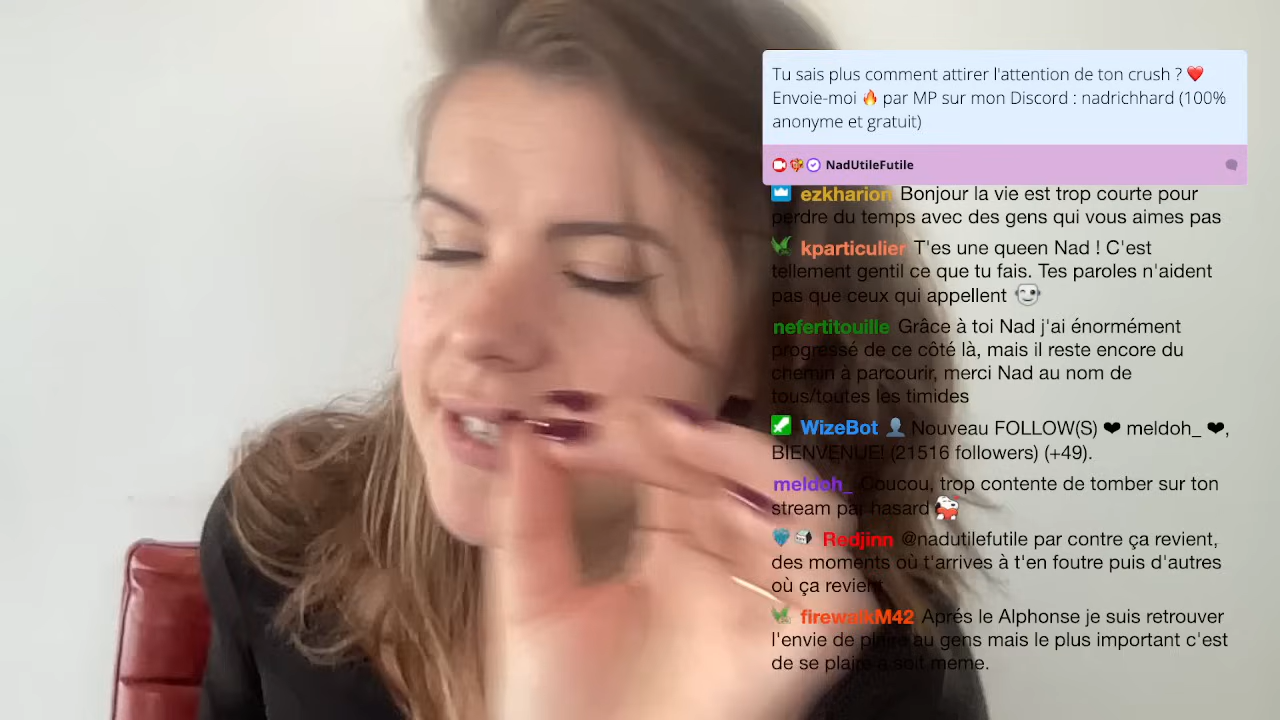 Tu sais plus comment attirer l'attention de ton crush ? ❤️
Envoie-moi 🔥 par MP sur mon Discord : nadrichhard (100%
anonyme et gratuit)
NadUtileFutile
ezkharion Bonjour la vie est trop courte pour
perdre du temps avec des gens qui vous aimes pas
kparticulier T'es une queen Nad ! C'est
tellement gentil ce que tu fais. Tes paroles n'aident
pas que ceux qui appellent
nefertitouille Grâce à toi Nad j'ai énormément
progressé de ce côté là, mais il reste encore du
chemin à parcourir, merci Nad au nom de
tous/toutes les timides
WizeBot 👤 Nouveau FOLLOW(S) ❤ meldoh_ ❤,
BIENVENUE! (21516 followers) (+49).
meldoh_ Coucou, trop contente de tomber sur ton
stream par hasard
Redjinn @nadutilefutile par contre ça revient,
des moments où t'arrives à t'en foutre puis d'autres
où ça revient
firewalkM42 Aprés le Alphonse je suis retrouver
l'envie de plaire au gens mais le plus important c'est
de se plaire a soit meme.